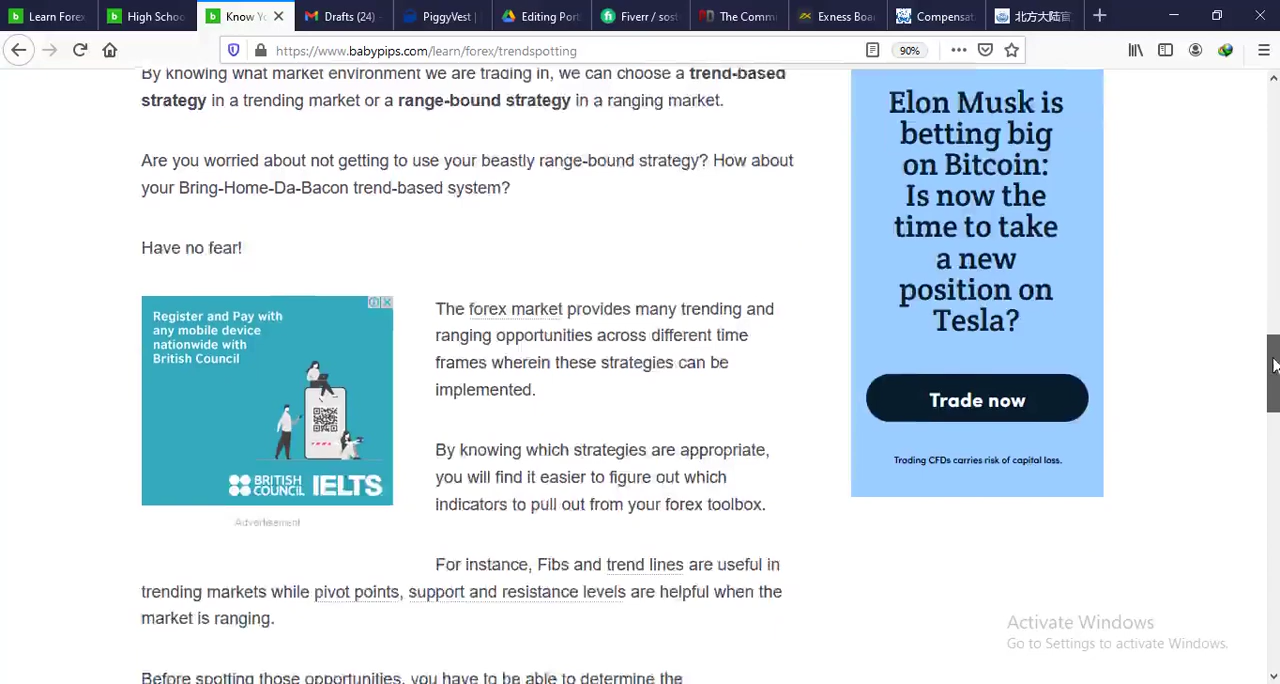 Learn Forex
High Schoo
Know Yo
Drafts (24)
PiggyVest |
Editing Port
Fiverr / sost
The Comm
Exness Boa
Compensat
北方大陆官
https://www.babypips.com/learn/forex/trendspotting
90%
By knowing what market environment we are trading in, we can choose a trend-based
strategy in a trending market or a range-bound strategy in a ranging market.
Are you worried about not getting to use your beastly range-bound strategy? How about
your Bring-Home-Da-Bacon trend-based system?
Have no fear!
Register and Pay with
any mobile device
nationwide with
British Council
BRITISH
COUNCIL
IELTS
Advertisement
The forex market provides many trending and
ranging opportunities across different time
frames wherein these strategies can be
implemented.
By knowing which strategies are appropriate,
you will find it easier to figure out which
indicators to pull out from your forex toolbox.
For instance, Fibs and trend lines are useful in
trending markets while pivot points, support and resistance levels are helpful when the
market is ranging.
Before spotting those opportunities, you have to be able to determine the
Elon Musk is
betting big
on Bitcoin:
Is now the
time to take
a new
position on
Tesla?
Trade now
Trading CFDs carries risk of capital loss.
Activate Windows
Go to Settings to activate Windows.